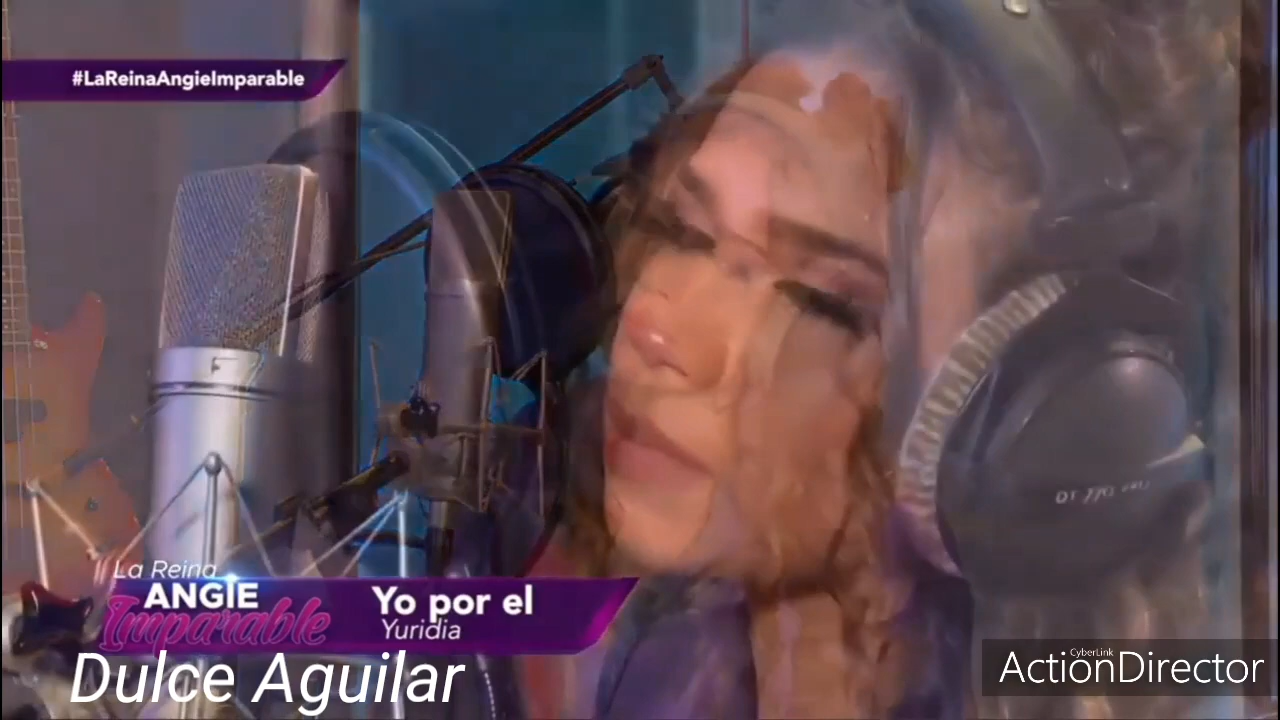 #LaReinaAngieImparable
La Reina
ANGIE
Imparable
Yo por el
Yuridia
Dulce Aguilar
CyberLink
ActionDirector